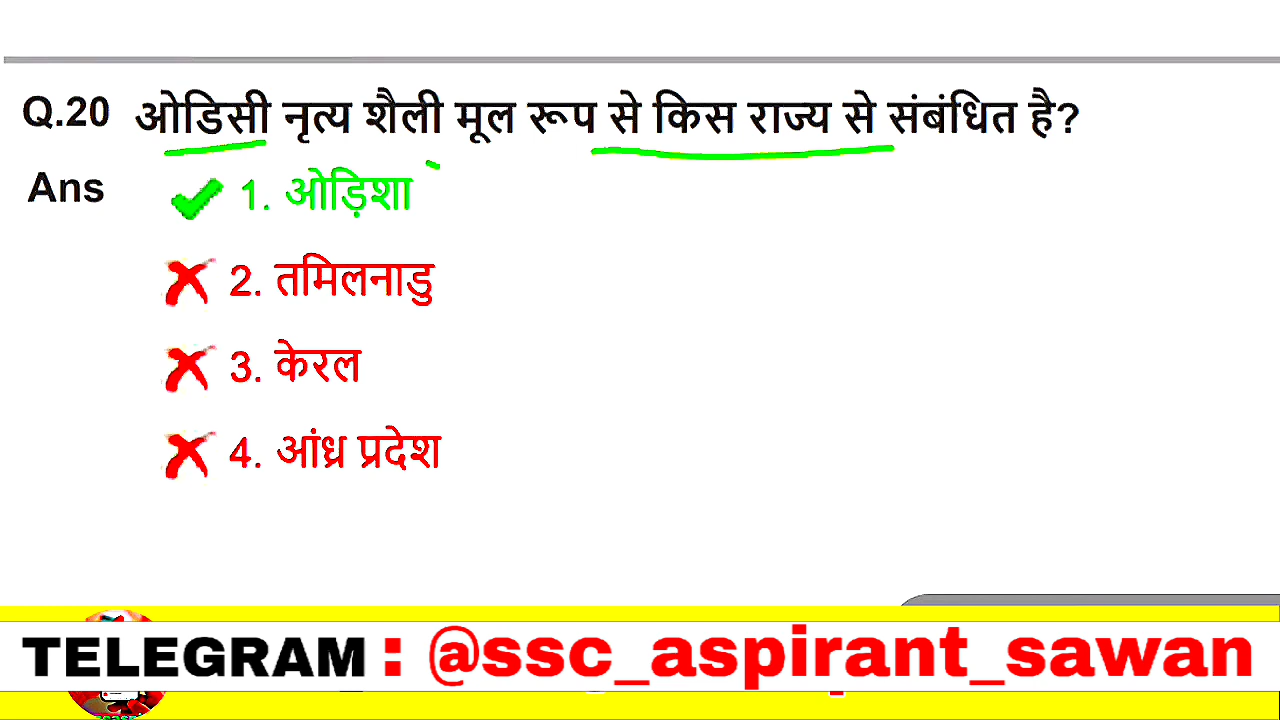 Q.20 ओडिसी नृत्य शैली मूल रूप से किस राज्य से संबंधित है?
Ans 1. ओड़िशा
2. तमिलनाडु
3. केरल
4. आंध्र प्रदेश
TELEGRAM : @ssc_aspirant_sawan